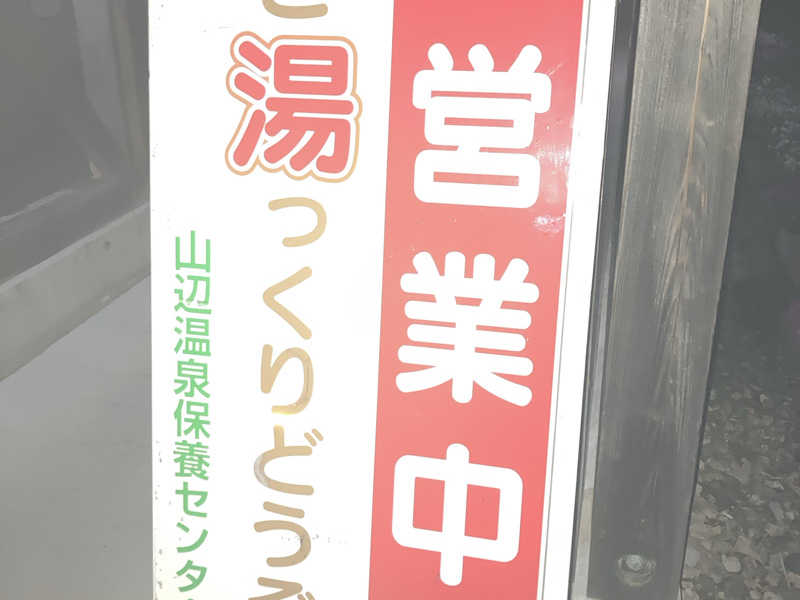 営業中
湯っくりどうぞ
山辺温泉保養センタ